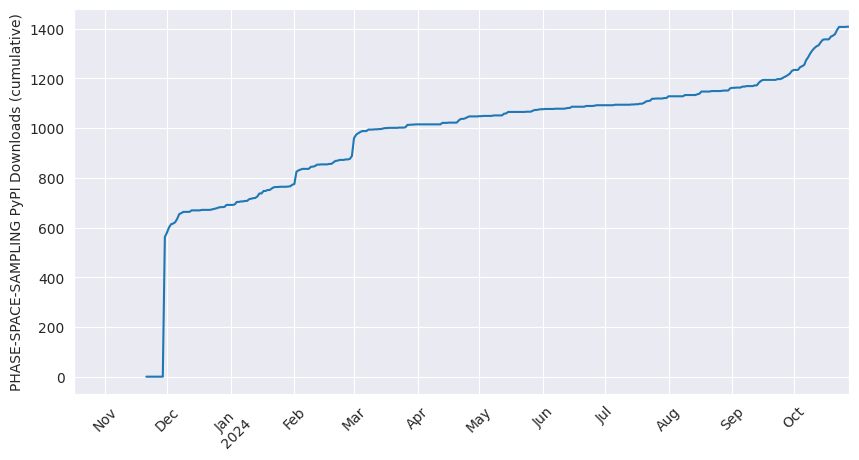 PHASE-SPACE-SAMPLING PyPI Downloads (cumulative)
1400
1200
1000
800
600
400
200
0
Nov
Dec
Jan
2024
Feb
Mar
Apr
May
Jun
Jul
Aug
Sep
Oct